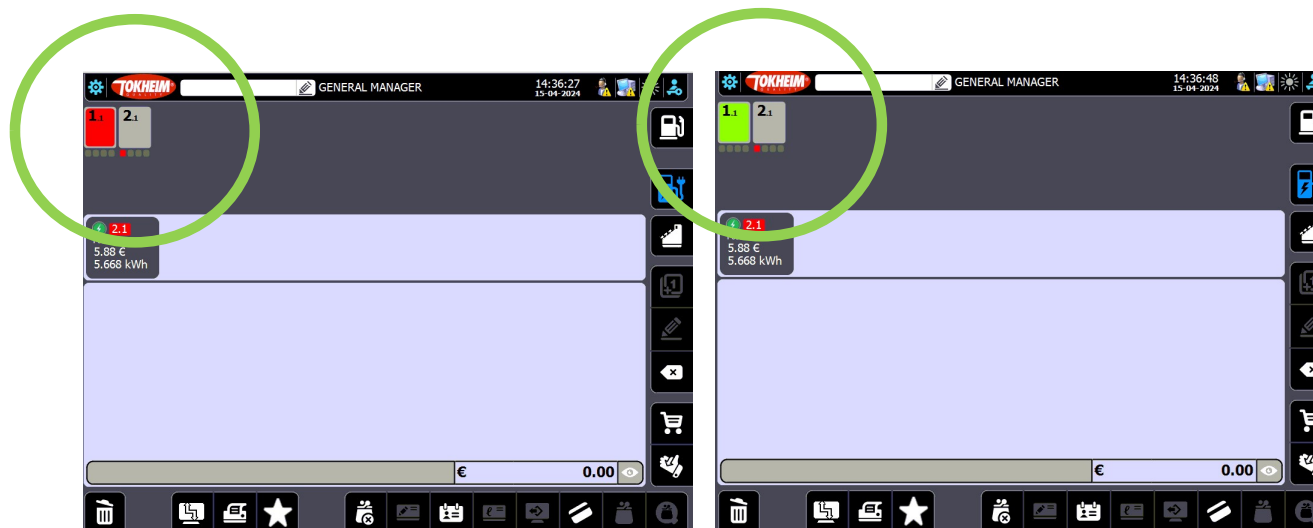 TOKHEIM
QUALITY
GENERAL MANAGER
14:36:27
15-04-2024
1.1
2.1
2.1
5.88 €
5.668 kWh
€
0.00
TOKHEIM
QUALITY
GENERAL MANAGER
14:36:48
15-04-2024
1.1
2.1
2.1
5.88 €
5.668 kWh
€
0.00